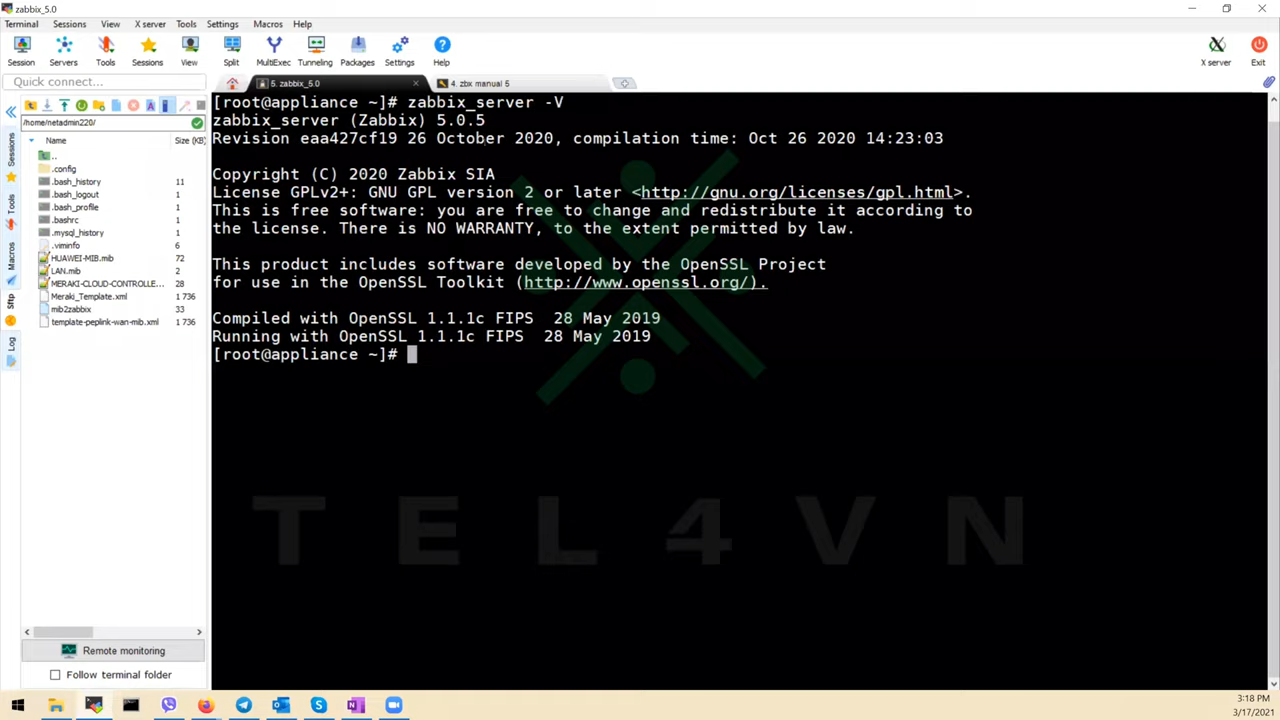 zabbix_5.0
Terminal Sessions View X server Tools Settings Macros Help
Session Servers Tools Sessions View Split MultiExec Tunneling Packages Settings Help X server Exit
Quick connect...
5. zabbix_5.0
4. zbx manual 5
/home/netadmin220/
Name Size (KB)
..
.config
.bash_history 11
.bash_logout 1
.bash_profile 1
.bashrc 1
.mysql_history 1
.viminfo 6
HUAWEI-MIB.mib 72
LAN.mib 2
MERAKI-CLOUD-CONTROLLE... 28
Meraki_Template.xml 1 736
mib2zabbix 33
template-peplink-wan-mib.xml 1 736
Sessions
Tools
Macros
Sftp
Log
Remote monitoring
Follow terminal folder
[root@appliance ~]# zabbix_server -V
zabbix_server (Zabbix) 5.0.5
Revision eaa427cf19 26 October 2020, compilation time: Oct 26 2020 14:23:03
Copyright (C) 2020 Zabbix SIA
License GPLv2+: GNU GPL version 2 or later <http://gnu.org/licenses/gpl.html>.
This is free software: you are free to change and redistribute it according to
the license. There is NO WARRANTY, to the extent permitted by law.
This product includes software developed by the OpenSSL Project
for use in the OpenSSL Toolkit (http://www.openssl.org/).
Compiled with OpenSSL 1.1.1c FIPS  28 May 2019
Running with OpenSSL 1.1.1c FIPS  28 May 2019
[root@appliance ~]#
TEL4VN
3:18 PM
3/17/2021